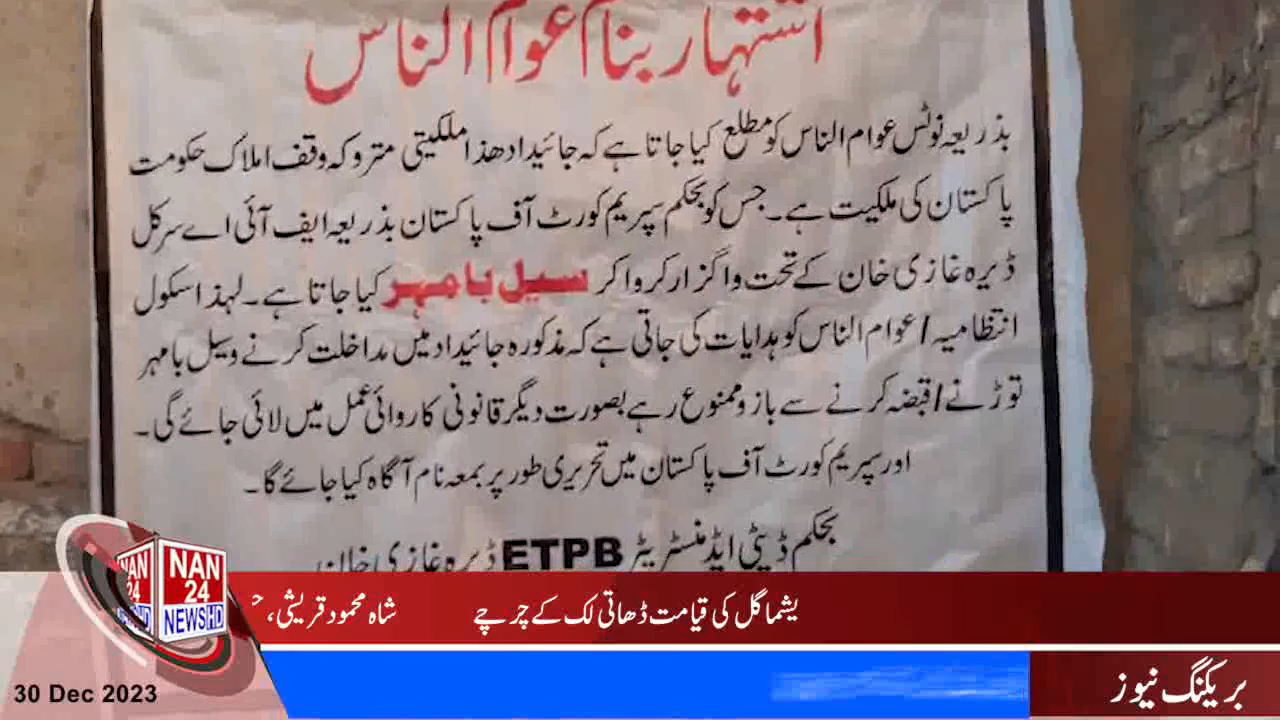 اشتہار بنام عوام الناس
بذریعہ نوٹس عوام الناس کو مطلع کیا جاتا ہے کہ جائیداد ھذا ملکیتی متروکہ وقف املاک حکومت
پاکستان کی ملکیت ہے۔ جس کو بحکم سپریم کورٹ آف پاکستان بذریعہ ایف آئی اے سرکل
ڈیرہ غازی خان کے تحت واگزار کروا کر سیل بامہر کیا جاتا ہے۔ لہذا سکول
انتظامیہ / عوام الناس کو ہدایات کی جاتی ہے کہ مذکورہ جائیداد میں مداخلت کرنے وسیل بامہر
توڑنے / قبضہ کرنے سے باز وممنوع رہے بصورت دیگر قانونی کاروائی عمل میں لائی جائے گی۔
اور سپریم کورٹ آف پاکستان میں تحریری طور پر بمعہ نام آگاہ کیا جائے گا۔
بحکم ڈپٹی ایڈمنسٹریٹر ETPB ڈیرہ غازی خان
NAN
24
NEWS HD
NAN
24
HD
یشما گل کی قیامت ڈھاتی لک کے چرچے
شاہ محمود قریشی،
بریکنگ نیوز
30 Dec 2023